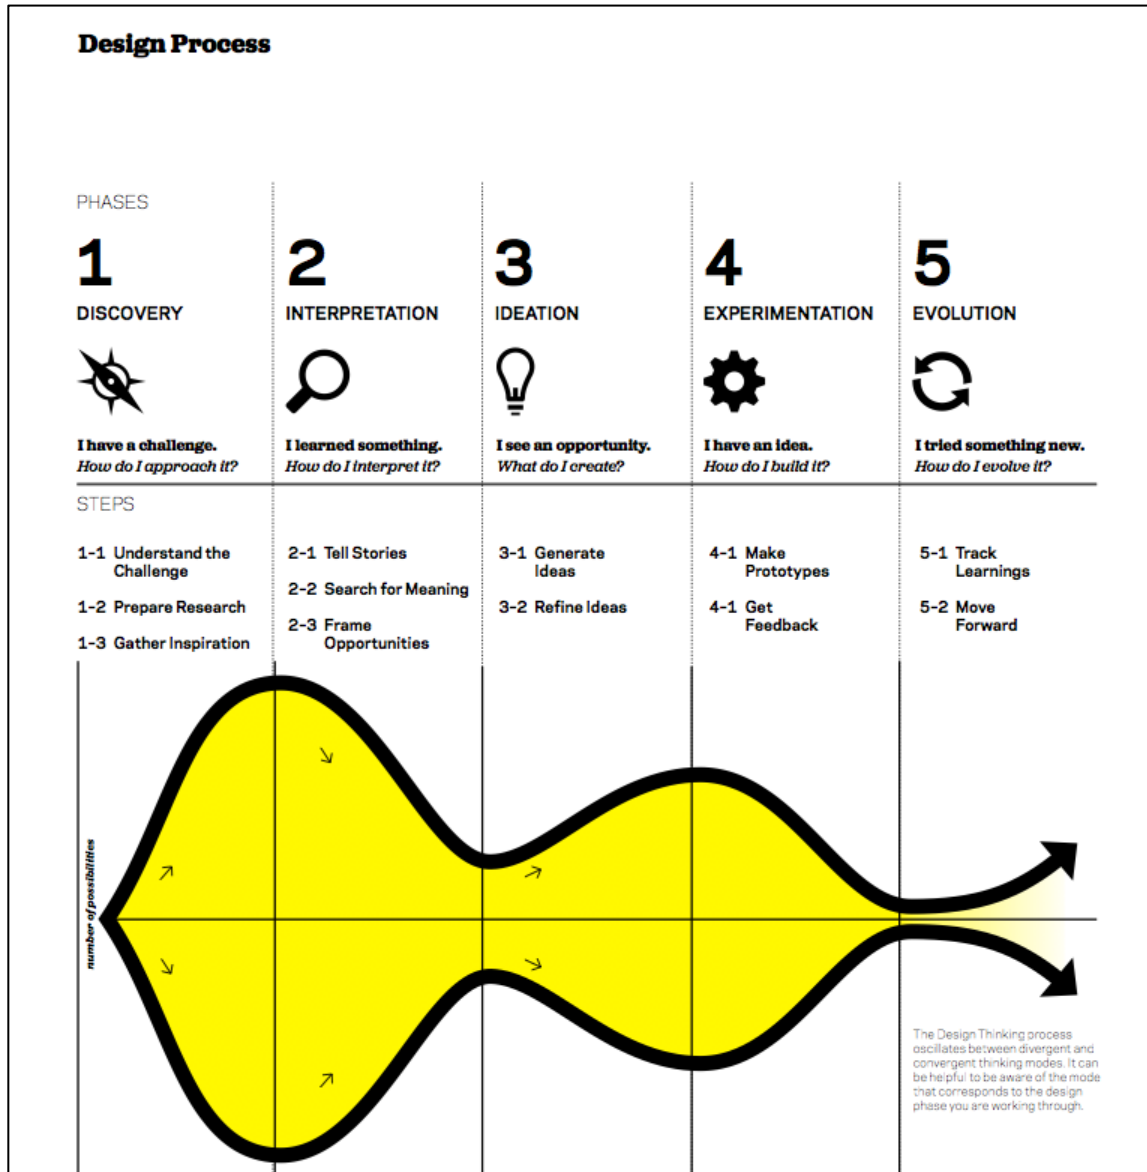 Design Process
PHASES
1
DISCOVERY
I have a challenge.
How do I approach it?
2
INTERPRETATION
I learned something.
How do I interpret it?
3
IDEATION
I see an opportunity.
What do I create?
4
EXPERIMENTATION
I have an idea.
How do I build it?
5
EVOLUTION
I tried something new.
How do I evolve it?
STEPS
1-1 Understand the
Challenge
1-2 Prepare Research
1-3 Gather Inspiration
2-1 Tell Stories
2-2 Search for Meaning
2-3 Frame
Opportunities
3-1 Generate
Ideas
3-2 Refine Ideas
4-1 Make
Prototypes
4-1 Get
Feedback
5-1 Track
Learnings
5-2 Move
Forward
number of possibilities
The Design Thinking process
oscillates between divergent and
convergent thinking modes. It can
be helpful to be aware of the mode
that corresponds to the design
phase you are working through.